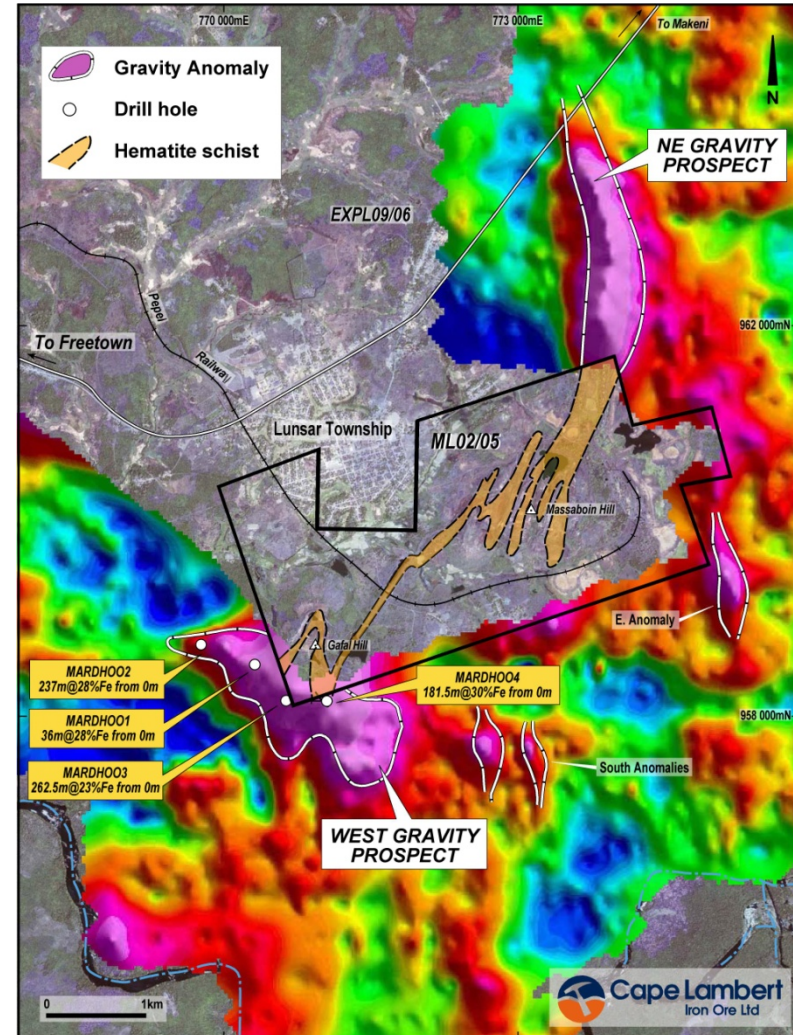 770 000mE
773 000mE
To Makeni
N
Gravity Anomaly
Drill hole
Hematite schist
NE GRAVITY
PROSPECT
EXPL09/06
962 000mN
To Freetown
Pepel
Railway
Lunsar Township
ML02/05
Massaboin Hill
E. Anomaly
Gafal Hill
MARDHOO2
237m@28%Fe from 0m
MARDHOO4
181.5m@30%Fe from 0m
MARDHOO1
36m@28%Fe from 0m
958 000mN
MARDHOO3
262.5m@23%Fe from 0m
South Anomalies
WEST GRAVITY
PROSPECT
0 1km
Cape Lambert
Iron Ore Ltd